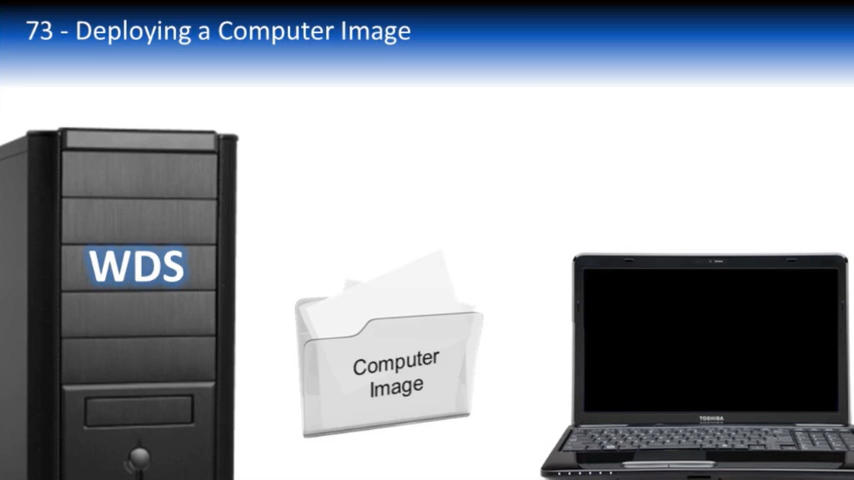 73 - Deploying a Computer Image
WDS
Computer
Image
TOSHIBA